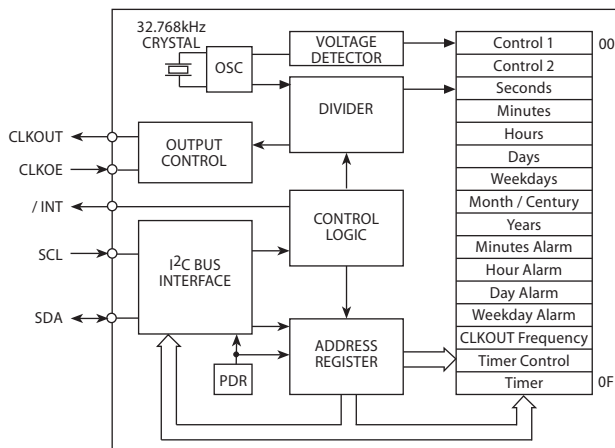 32.768kHz
CRYSTAL
OSC
VOLTAGE
DETECTOR
DIVIDER
CLKOUT
CLKOE
OUTPUT
CONTROL
/ INT
CONTROL
LOGIC
SCL
SDA
I²C BUS
INTERFACE
ADDRESS
REGISTER
PDR
Control 1
00
Control 2
Seconds
Minutes
Hours
Days
Weekdays
Month / Century
Years
Minutes Alarm
Hour Alarm
Day Alarm
Weekday Alarm
CLKOUT Frequency
Timer Control
Timer
0F